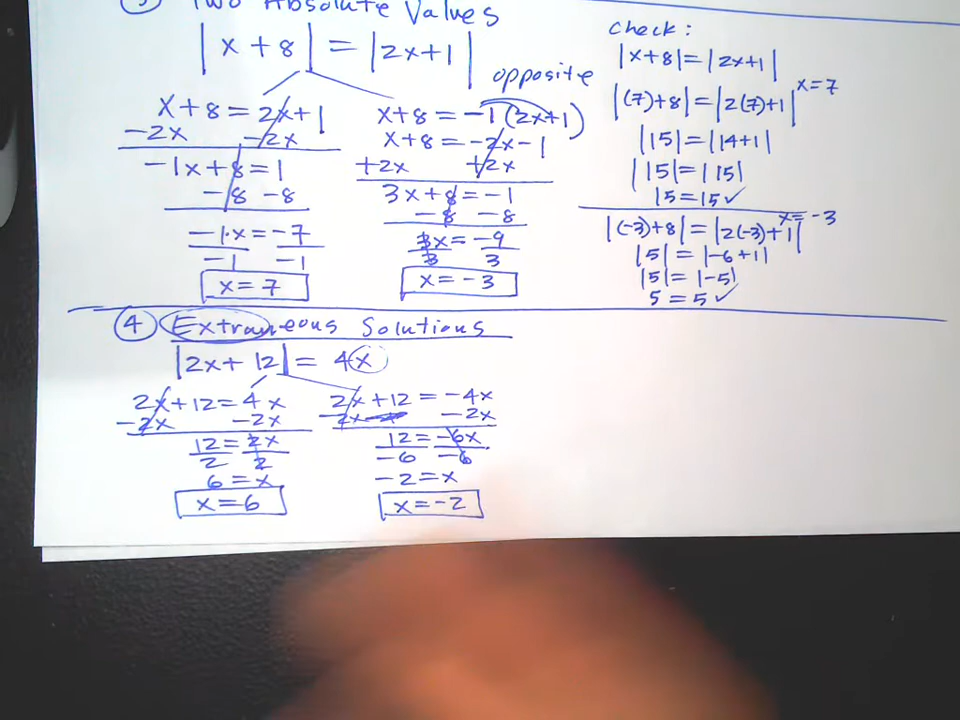 Two Absolute Values
|x+8| = |2x+1|
opposite
x+8 = 2x+1
-2x -2x
-1x+8=1
-8 -8
-1·x = -7
-1 -1
x=7
x+8 = -1(2x+1)
x+8 = -2x-1
+2x +2x
3x+8 = -1
-8 -8
3x = -9
3 3
x=-3
check:
|x+8|=|2x+1|
x=7
|(7)+8|=|2(7)+1|
|15|=|14+1|
|15|=|15|
15=15✓
x=-3
|(-3)+8|=|2(-3)+1|
|5|=|-6+1|
|5|=|-5|
5=5✓
④ Extraneous Solutions
|2x+12| = 4x
2x+12=4x
-2x -2x
12=2x
2 2
6=x
x=6
2x+12=-4x
-2x -2x
12=-6x
-6 -6
-2=x
x=-2